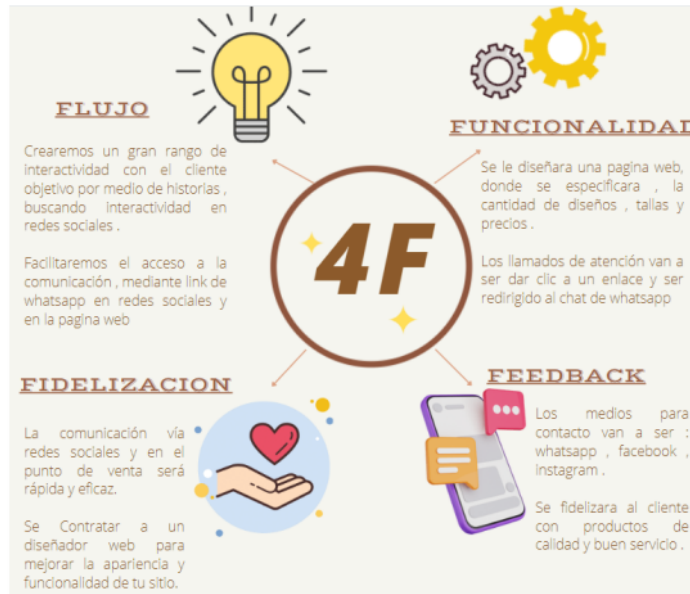 FLUJO
Crearemos un gran rango de
interactividad con el cliente
objetivo por medio de historias ,
buscando interactividad en
redes sociales .
Facilitaremos el acceso a la
comunicación , mediante link de
whatsapp en redes sociales y
en la pagina web
FUNCIONALIDAD
Se le diseñara una pagina web,
donde se especificara , la
cantidad de diseños , tallas y
precios .
Los llamados de atención van a
ser dar clic a un enlace y ser
redirigido al chat de whatsapp
4F
FIDELIZACION
La comunicación vía
redes sociales y en el
punto de venta será
rápida y eficaz.
Se Contratar a un
diseñador web para
mejorar la apariencia y
funcionalidad de tu sitio.
FEEDBACK
Los medios para
contacto van a ser :
whatsapp , facebook ,
instagram .
Se fidelizara al cliente
con productos de
calidad y buen servicio .